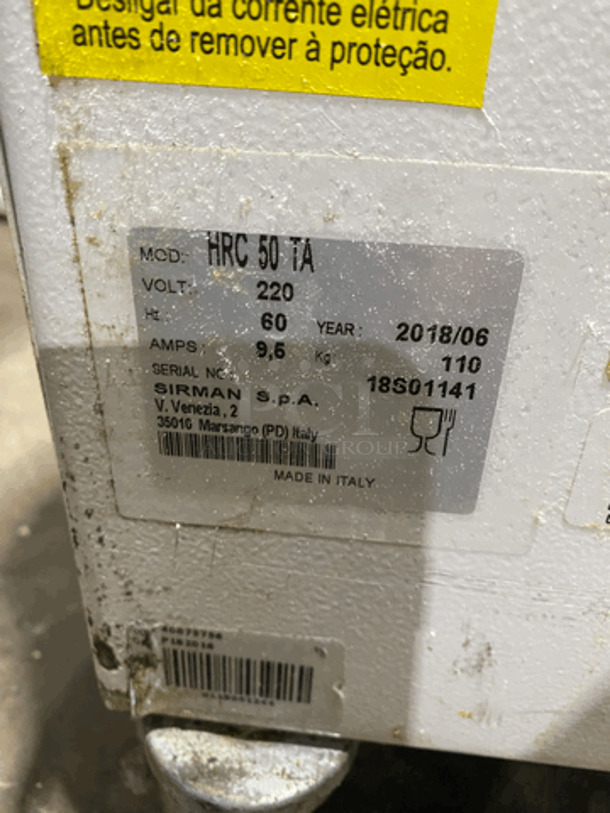 Desligar da corrente elétrica
antes de remover à proteção.
MOD: HRC 50 TA
VOLT: 220
Hz 60 YEAR: 2018/06
AMPS: 9,6 Kg 110
SERIAL NO: 18S01141
SIRMAN S.p.A.
V. Venezia, 2
35010 Marsango (PD) Italy
GROUP
MADE IN ITALY